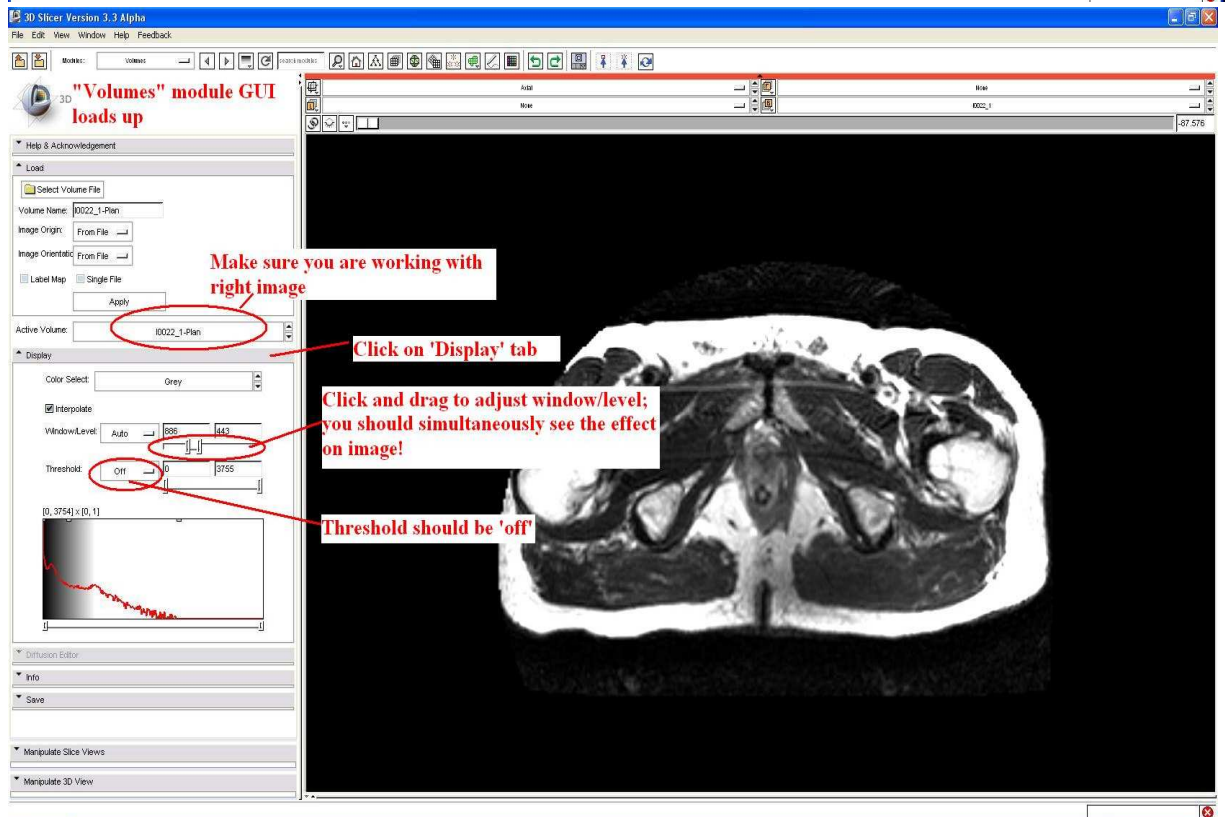 3D Slicer Version 3.3 Alpha
File Edit View Window Help Feedback
Modules: Volumes search modules
3D
"Volumes" module GUI
loads up
Axial
None
None
I0022_1
-87.576
Help & Acknowledgement
Load
Select Volume File
Volume Name: I0022_1-Plan
Image Origin: From File
Image Orientatio From File
Label Map Single File
Apply
Make sure you are working with
right image
Active Volume: I0022_1-Plan
Display
Click on 'Display' tab
Color Select: Grey
Interpolate
Window/Level: Auto 886 443
Click and drag to adjust window/level;
you should simultaneously see the effect
on image!
Threshold: Off 0 3755
Threshold should be 'off'
[0, 3754] x [0, 1]
Diffusion Editor
Info
Save
Manipulate Slice Views
Manipulate 3D View